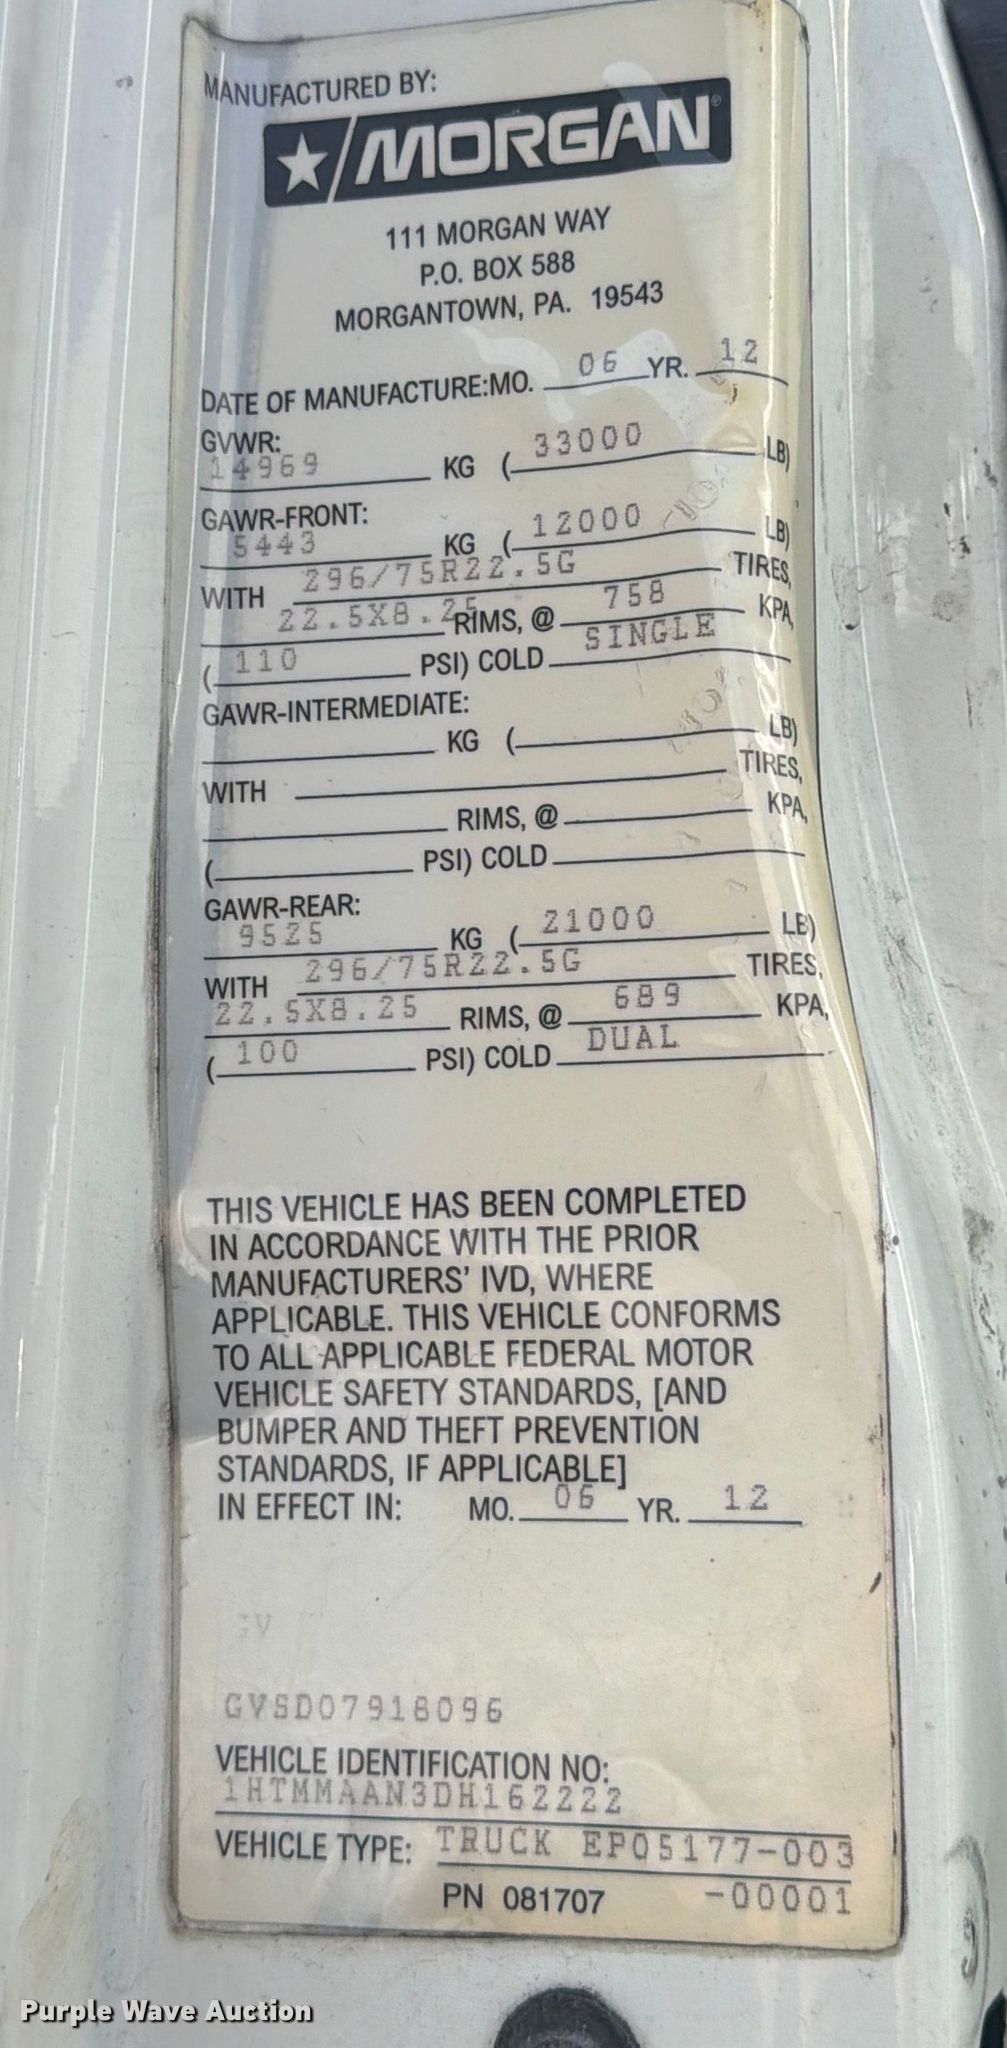 MANUFACTURED BY:
MORGAN®
111 MORGAN WAY
P.O. BOX 588
MORGANTOWN, PA. 19543
DATE OF MANUFACTURE:MO. 06 YR. 12
GVWR:
14969 KG ( 33000 LB)
GAWR-FRONT:
5443 KG ( 12000 LB)
WITH 296/75R22.5G TIRES,
22.5X8.25 RIMS, @ 758 KPA,
( 110 PSI) COLD SINGLE
GAWR-INTERMEDIATE:
KG ( LB)
WITH TIRES,
RIMS, @ KPA,
( PSI) COLD
GAWR-REAR:
9525 KG ( 21000 LB)
WITH 296/75R22.5G TIRES,
22.5X8.25 RIMS, @ 689 KPA,
( 100 PSI) COLD DUAL
THIS VEHICLE HAS BEEN COMPLETED
IN ACCORDANCE WITH THE PRIOR
MANUFACTURERS' IVD, WHERE
APPLICABLE. THIS VEHICLE CONFORMS
TO ALL APPLICABLE FEDERAL MOTOR
VEHICLE SAFETY STANDARDS, [AND
BUMPER AND THEFT PREVENTION
STANDARDS, IF APPLICABLE]
IN EFFECT IN: MO. 06 YR. 12
GVSD07918096
VEHICLE IDENTIFICATION NO:
1HTMMAAN3DH162222
VEHICLE TYPE: TRUCK EP05177-003
PN 081707 -00001
Purple Wave Auction